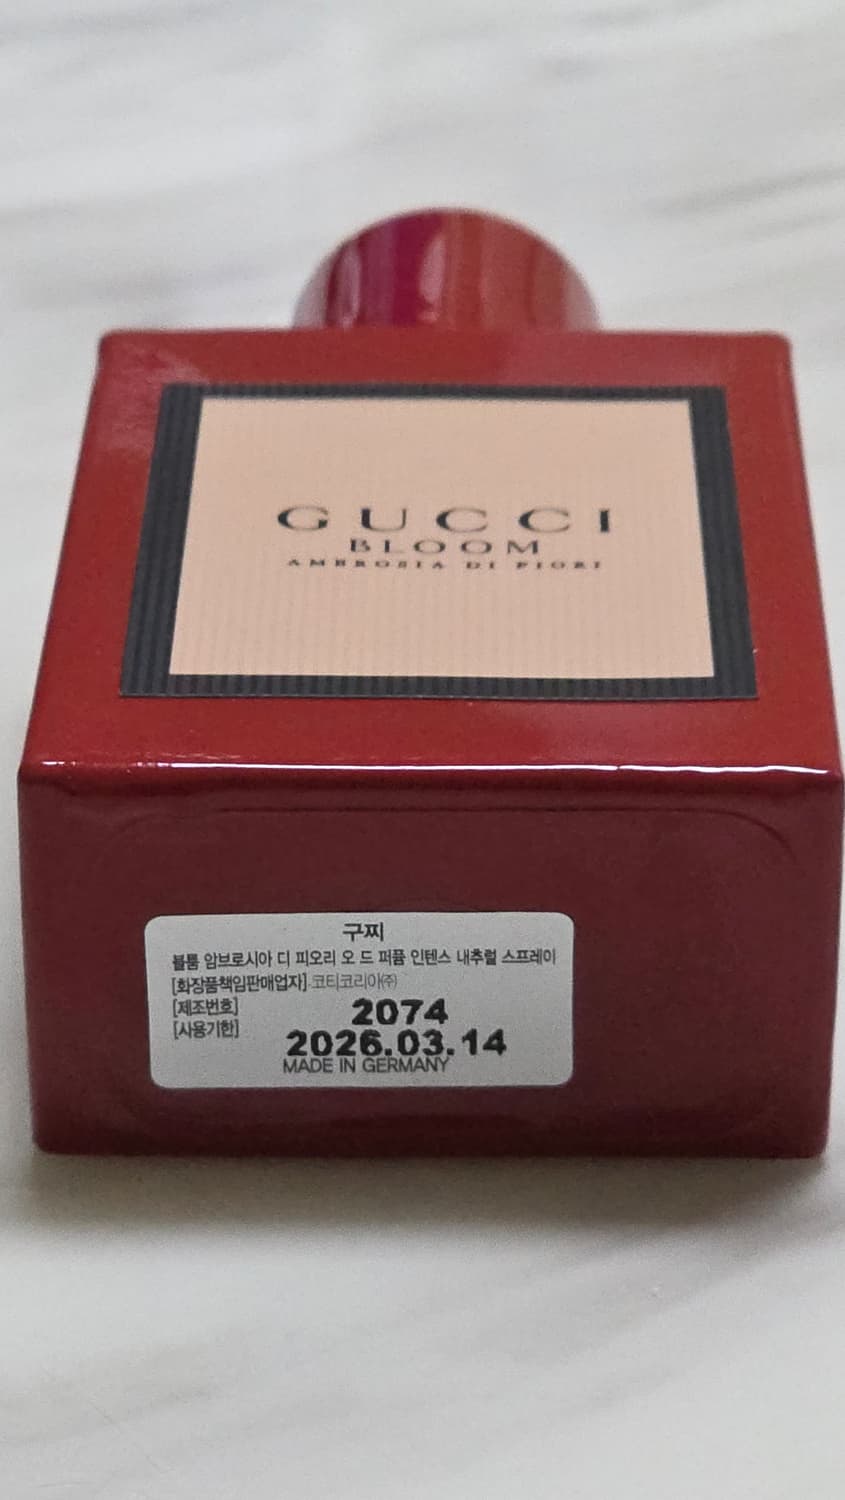 GUCCI
BLOOM
AMBROSIA DI FIORI
구찌
블룸 암브로시아 디 피오리 오 드 퍼퓸 인텐스 내추럴 스프레이
[화장품책임판매업자] 코티코리아㈜
[제조번호] 2074
[사용기한] 2026.03.14
MADE IN GERMANY